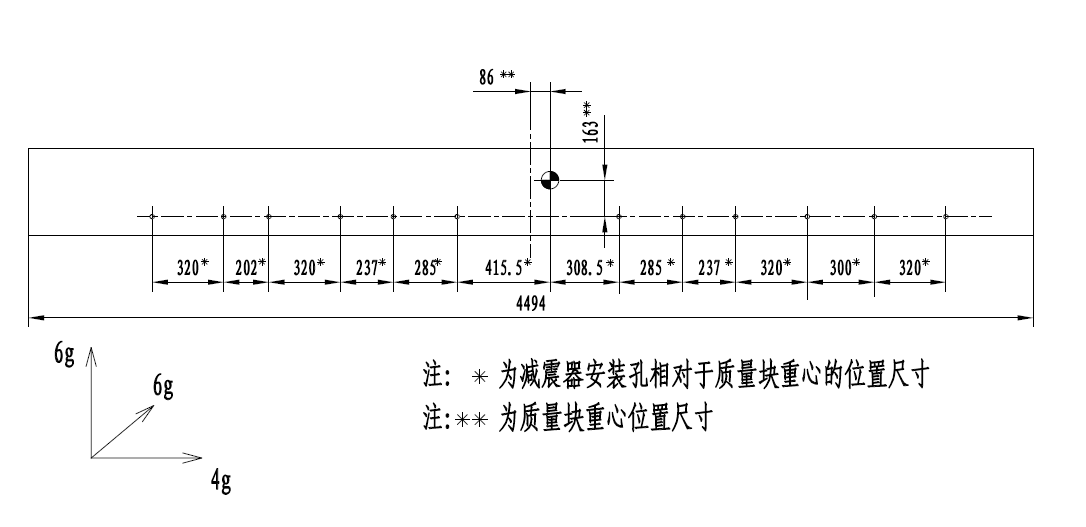 86**
163**
320* 202* 320* 237* 285* 415.5* 308.5* 285* 237* 320* 300* 320*
4494
6g
6g
4g
注: * 为减震器安装孔相对于质量块重心的位置尺寸
注:** 为质量块重心位置尺寸